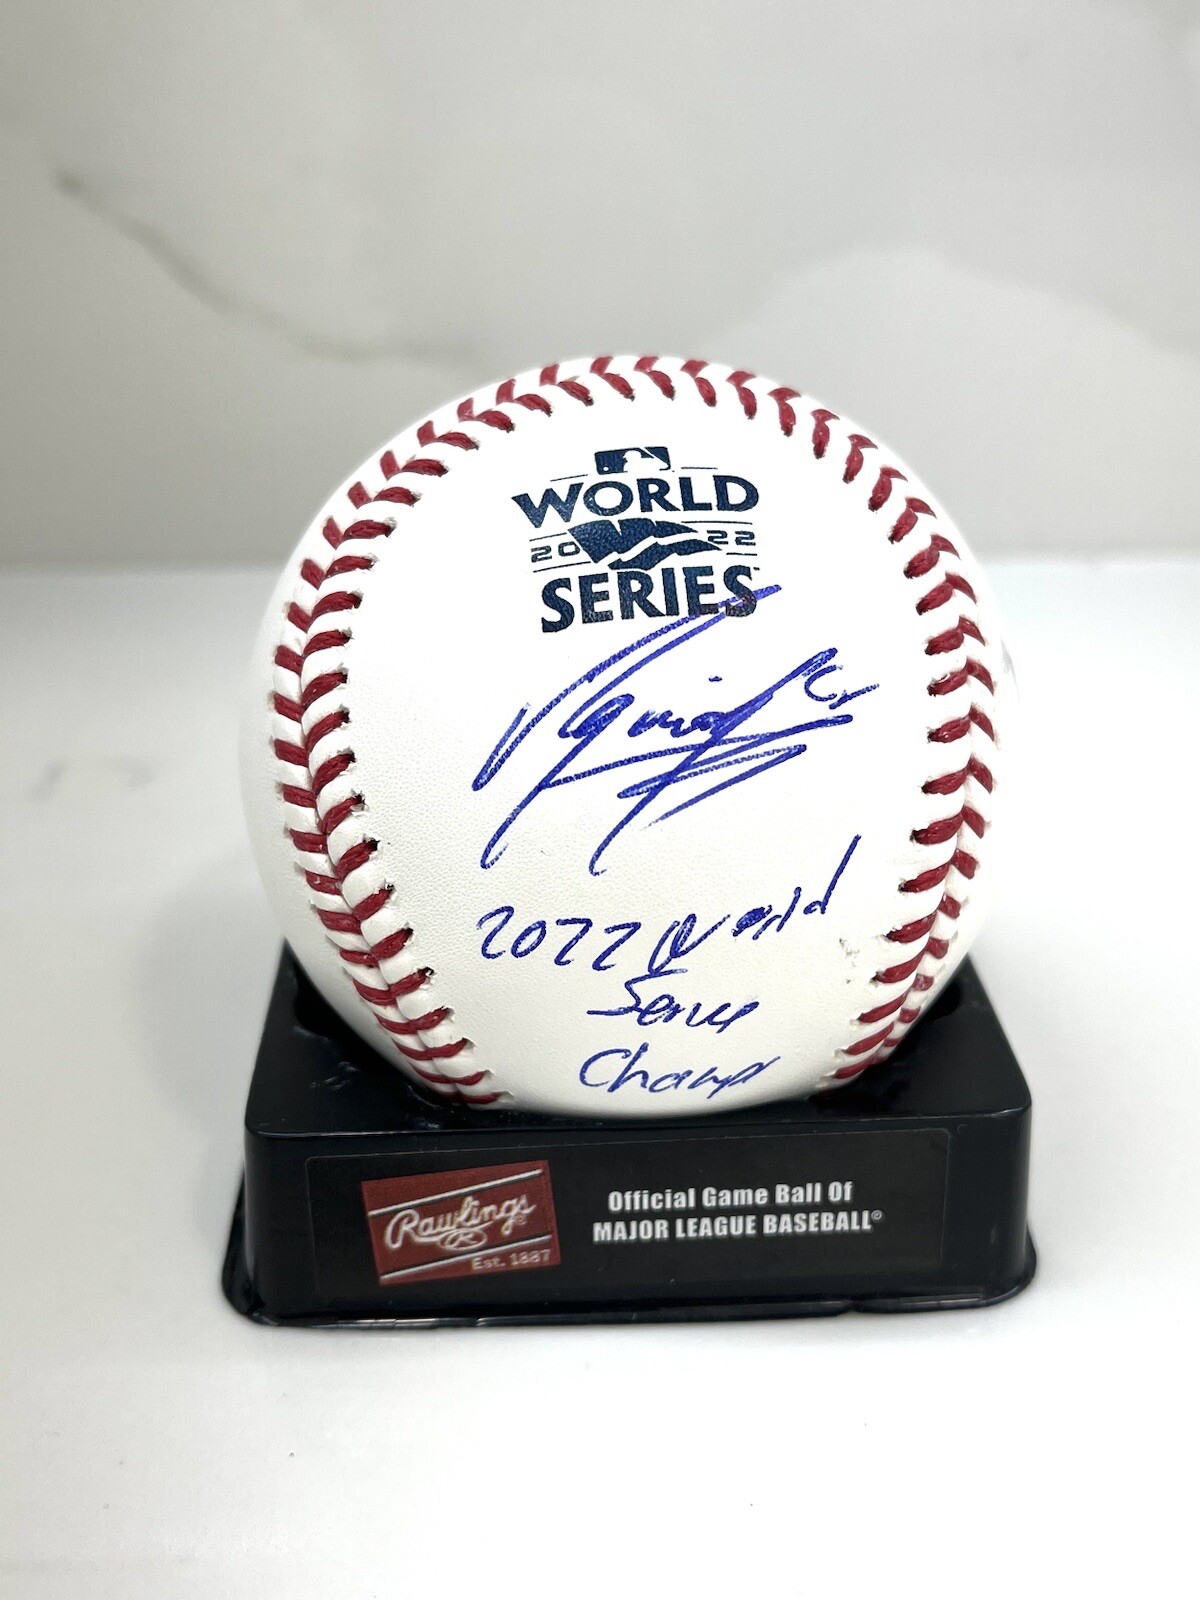 WORLD
2022
SERIES
2022 World
Series
Champ
Rawlings
R
Est. 1887
Official Game Ball Of
MAJOR LEAGUE BASEBALL®